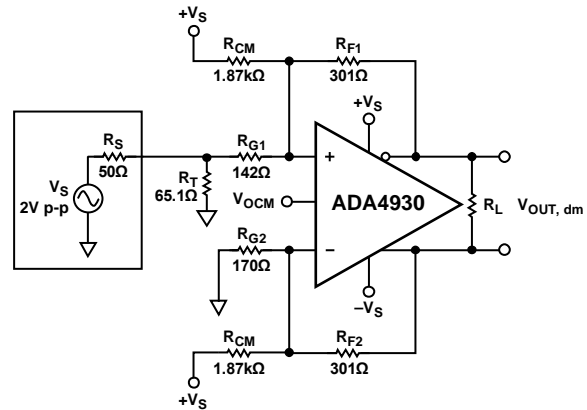 +VS
RCM
1.87kΩ
RF1
301Ω
+VS
RS
50Ω
VS
2V p-p
RT
65.1Ω
RG1
142Ω
+
VOCM
ADA4930
RL
VOUT, dm
RG2
170Ω
–
–VS
RCM
1.87kΩ
RF2
301Ω
+VS